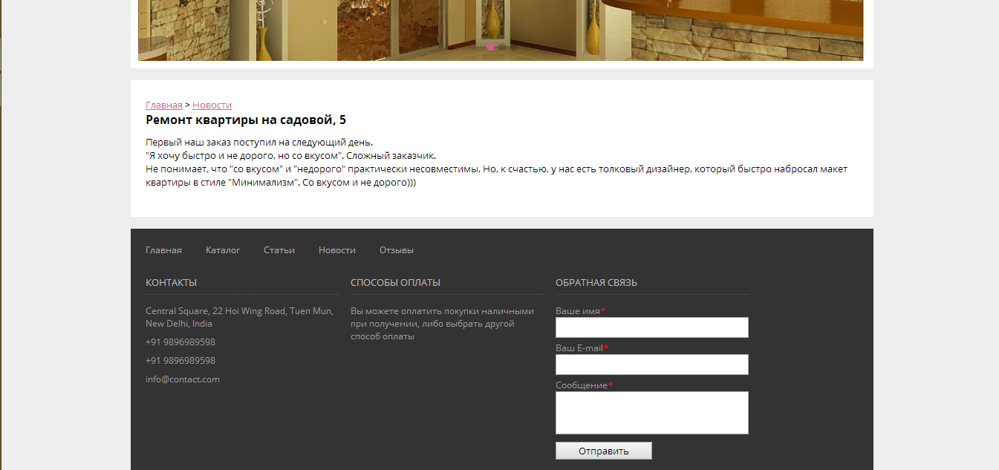 Главная > Новости
Ремонт квартиры на садовой, 5
Первый наш заказ поступил на следующий день.
"Я хочу быстро и не дорого, но со вкусом". Сложный заказчик.
Не понимает, что "со вкусом" и "недорого" практически несовместимы. Но, к счастью, у нас есть толковый дизайнер, который быстро набросал макет
квартиры в стиле "Минимализм". Со вкусом и не дорого)))
Главная Каталог Статьи Новости Отзывы
КОНТАКТЫ
Central Square, 22 Hoi Wing Road, Tuen Mun,
New Delhi, India
+91 9896989598
+91 9896989598
info@contact.com
СПОСОБЫ ОПЛАТЫ
Вы можете оплатить покупки наличными
при получении, либо выбрать другой
способ оплаты
ОБРАТНАЯ СВЯЗЬ
Ваше имя*
Ваш E-mail*
Сообщение*
Отправить